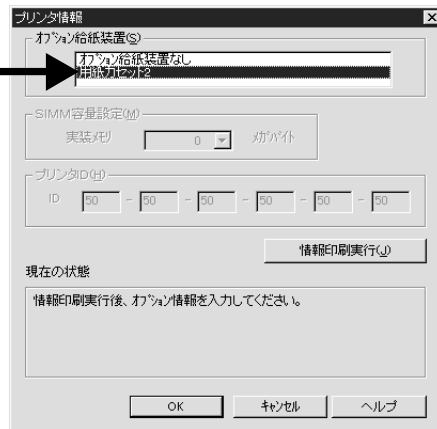 プリンタ情報
オプション給紙装置(S)
オプション給紙装置なし
用紙カセット2
SIMM容量設定(M)
実装メモリ 0 メガバイト
プリンタID(H)
ID 50 - 50 - 50 - 50 - 50 - 50
情報印刷実行(J)
現在の状態
情報印刷実行後、オプション情報を入力してください。
OK キャンセル ヘルプ